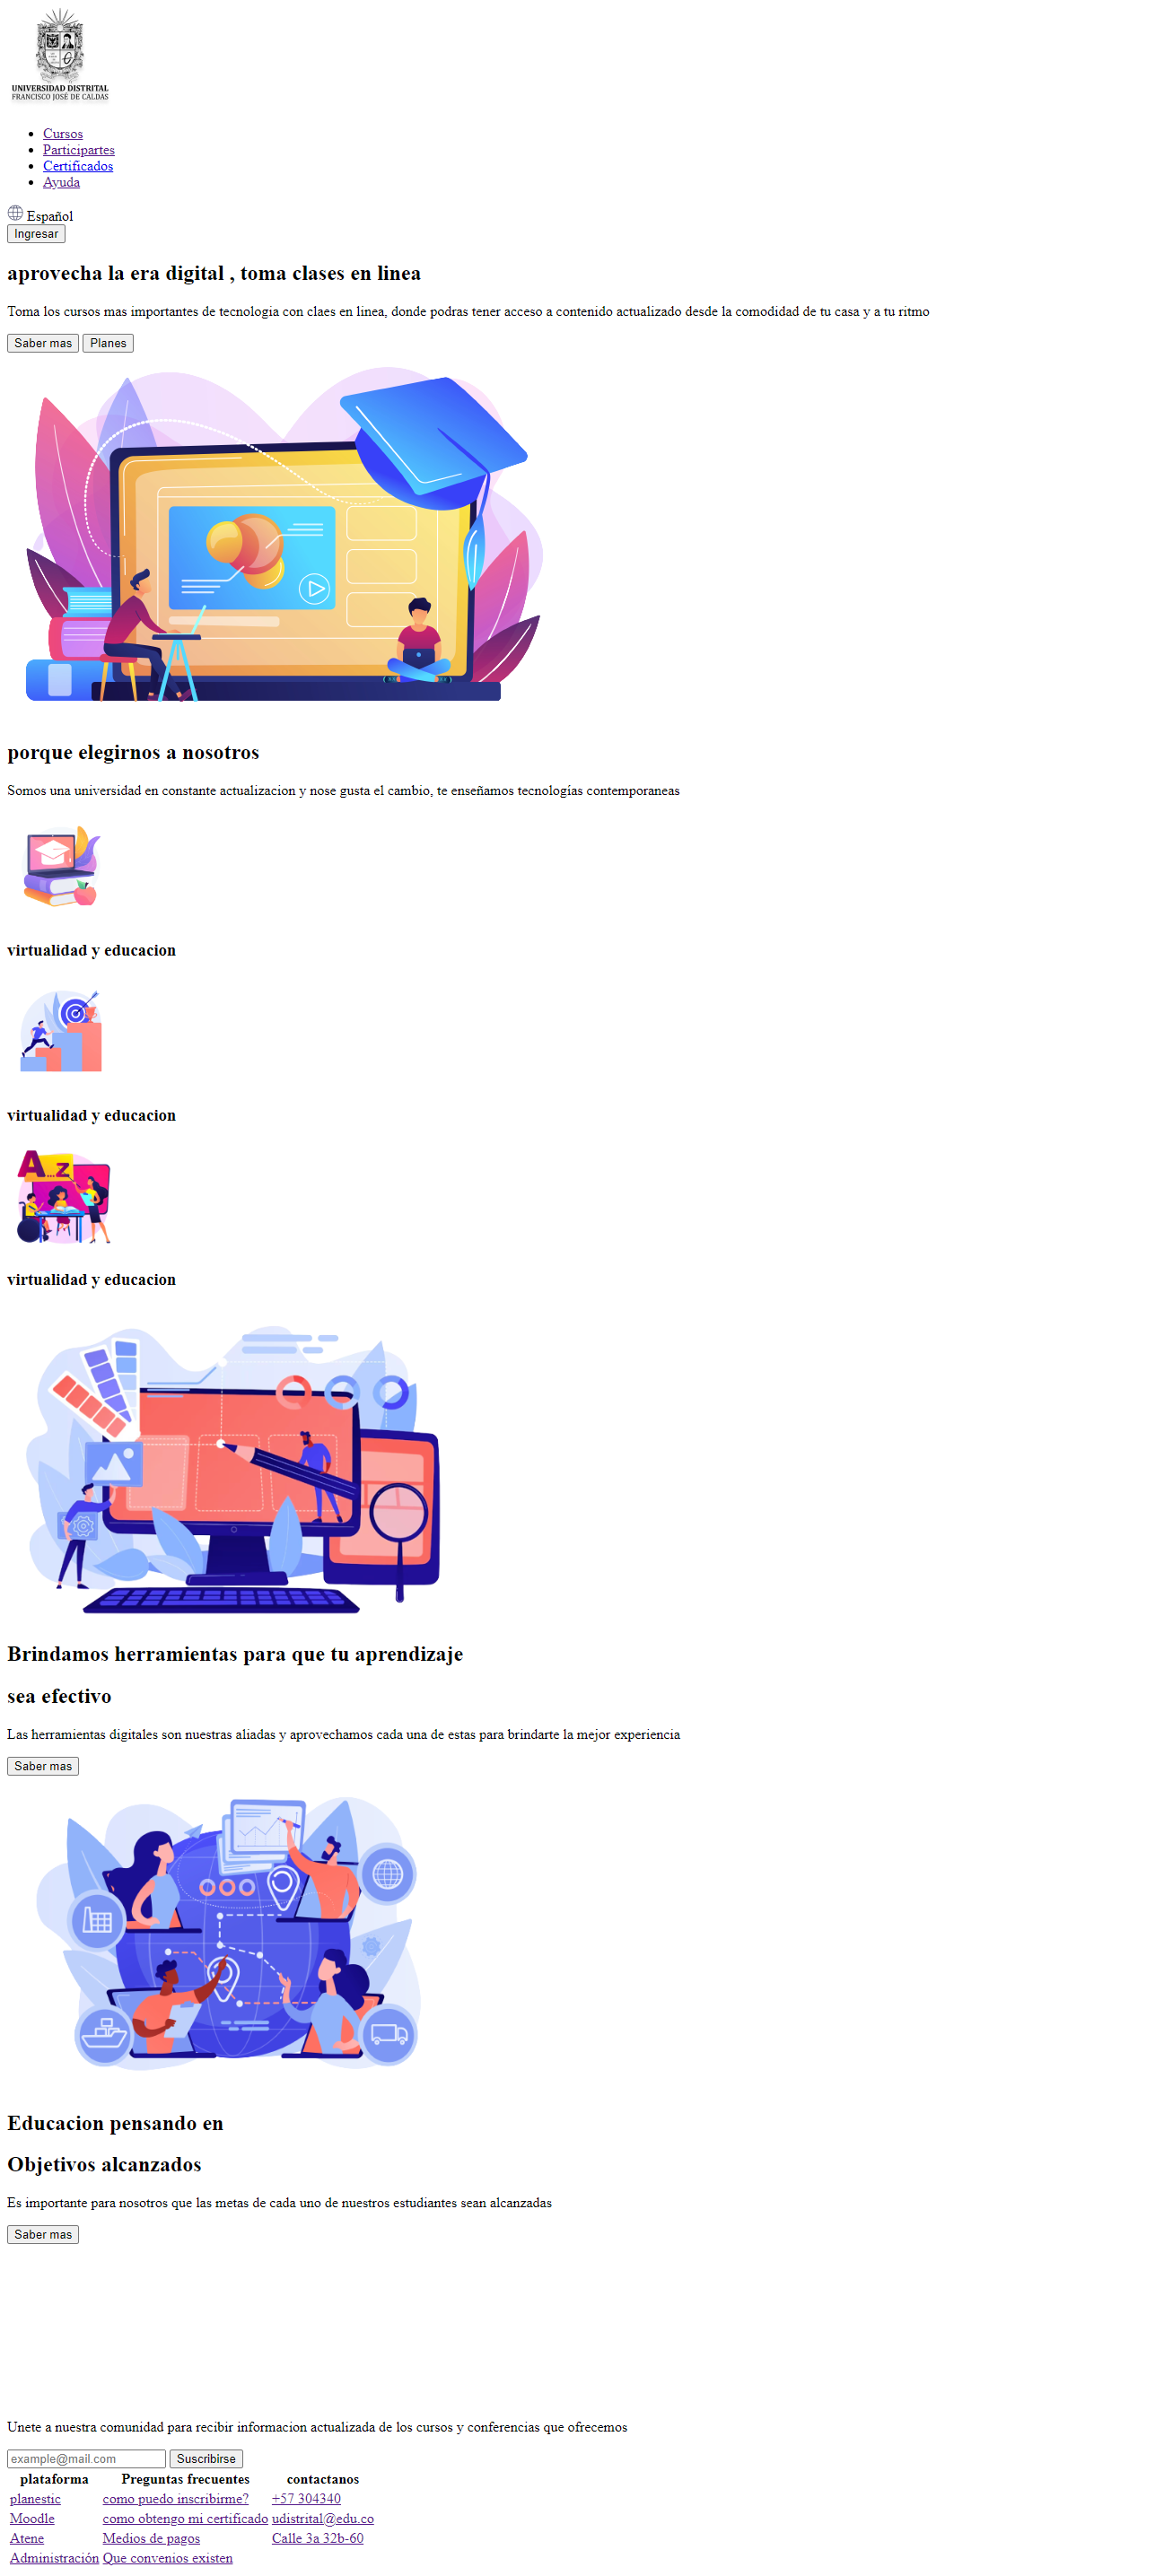 UNIVERSIDAD DISTRITAL
FRANCISCO JOSÉ DE CALDAS
Cursos
Participartes
Certificados
Ayuda
Español
Ingresar
aprovecha la era digital , toma clases en linea
Toma los cursos mas importantes de tecnologia con claes en linea, donde podras tener acceso a contenido actualizado desde la comodidad de tu casa y a tu ritmo
Saber mas Planes
porque elegirnos a nosotros
Somos una universidad en constante actualizacion y nose gusta el cambio, te enseñamos tecnologías contemporaneas
virtualidad y educacion
virtualidad y educacion
A...Z
virtualidad y educacion
Brindamos herramientas para que tu aprendizaje
sea efectivo
Las herramientas digitales son nuestras aliadas y aprovechamos cada una de estas para brindarte la mejor experiencia
Saber mas
Educacion pensando en
Objetivos alcanzados
Es importante para nosotros que las metas de cada uno de nuestros estudiantes sean alcanzadas
Saber mas
Unete a nuestra comunidad para recibir informacion actualizada de los cursos y conferencias que ofrecemos
example@mail.com Suscribirse
plataforma Preguntas frecuentes contactanos
planestic como puedo inscribirme? +57 304340
Moodle como obtengo mi certificado udistrital@edu.co
Atene Medios de pagos Calle 3a 32b-60
Administración Que convenios existen